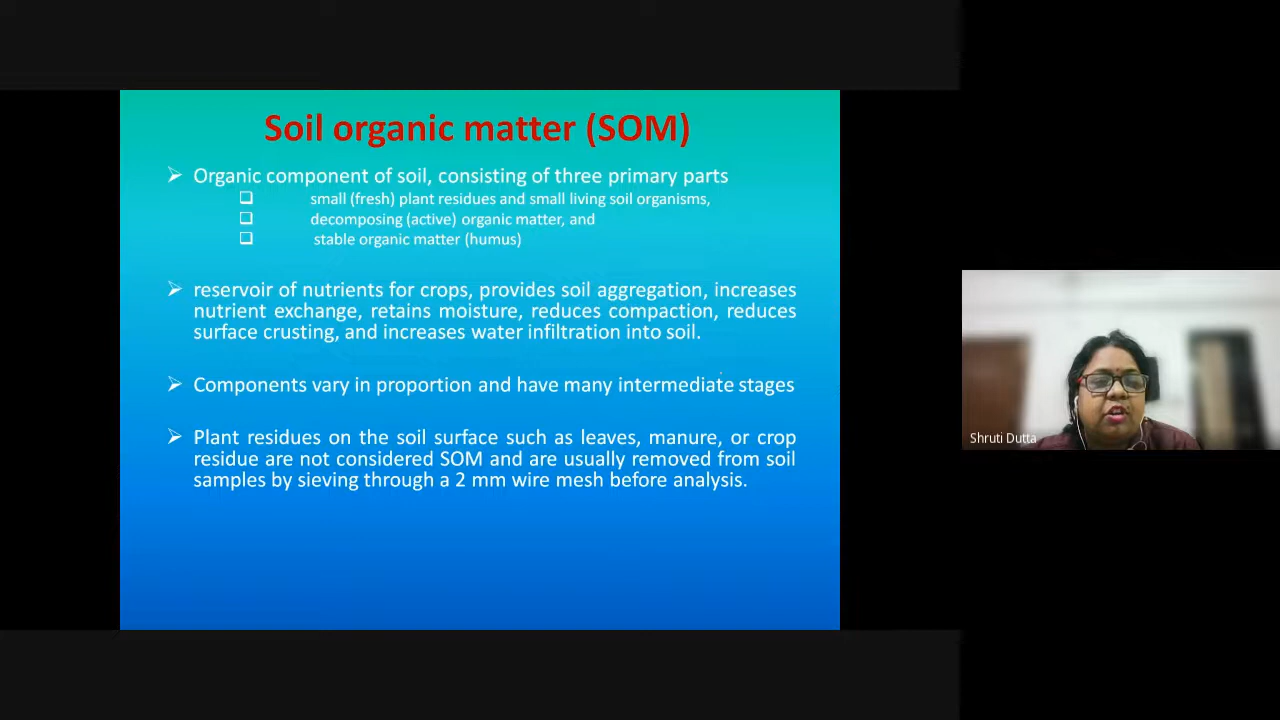 Soil organic matter (SOM)
➢ Organic component of soil, consisting of three primary parts
❑ small (fresh) plant residues and small living soil organisms,
❑ decomposing (active) organic matter, and
❑ stable organic matter (humus)
➢ reservoir of nutrients for crops, provides soil aggregation, increases
nutrient exchange, retains moisture, reduces compaction, reduces
surface crusting, and increases water infiltration into soil.
➢ Components vary in proportion and have many intermediate stages
➢ Plant residues on the soil surface such as leaves, manure, or crop
residue are not considered SOM and are usually removed from soil
samples by sieving through a 2 mm wire mesh before analysis.
Shruti Dutta